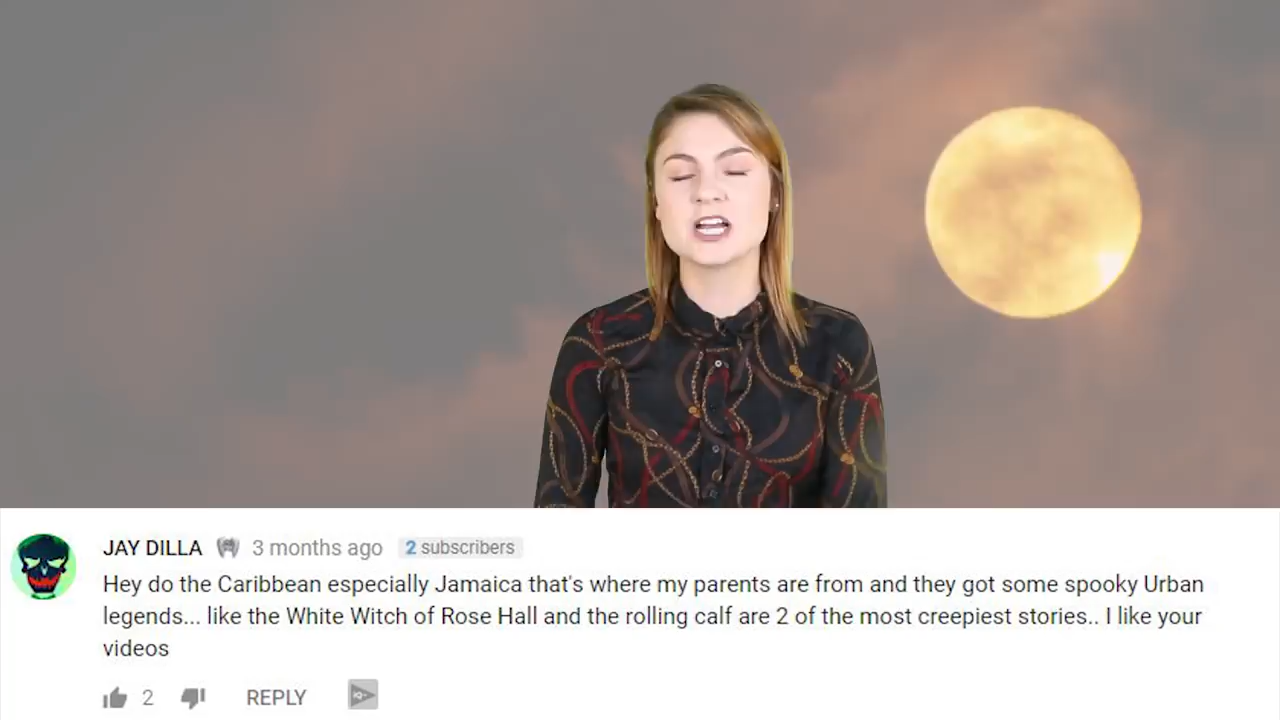 JAY DILLA 3 months ago 2 subscribers
Hey do the Caribbean especially Jamaica that's where my parents are from and they got some spooky Urban
legends... like the White Witch of Rose Hall and the rolling calf are 2 of the most creepiest stories.. I like your
videos
2 REPLY